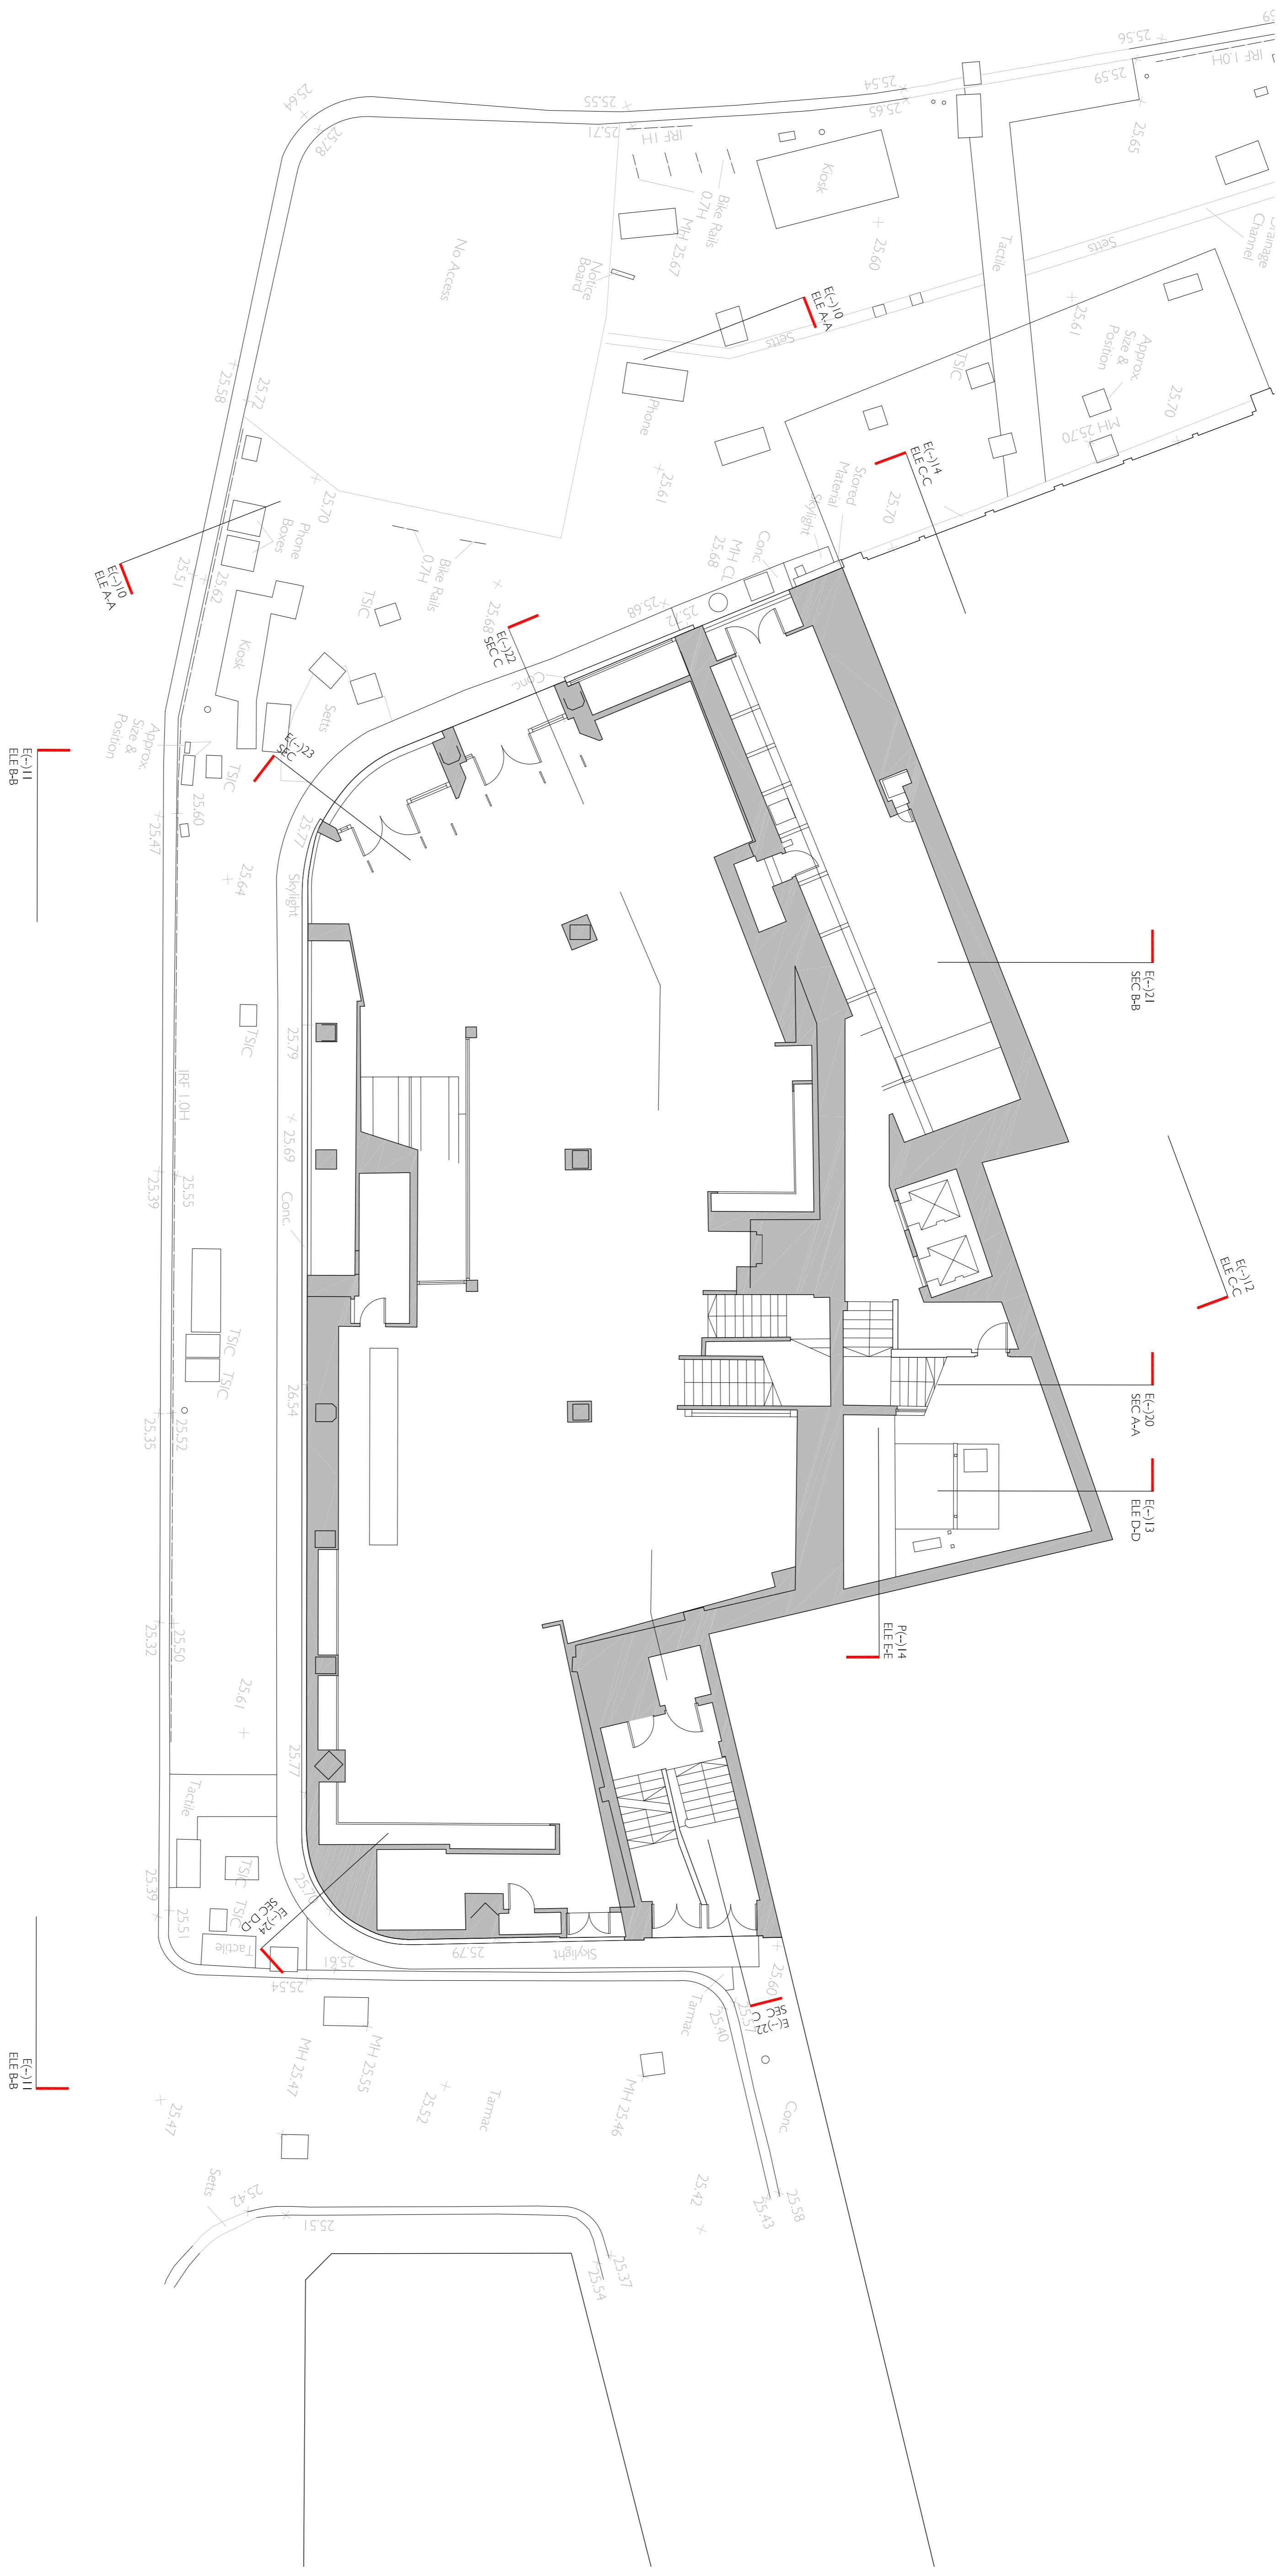 25.56
25.59
IRF 1.0H
25.54
25.65
25.55
25.71
IRF 1H
25.64
25.78
25.65
Kiosk
Bike Rails
0.7H
MH 25.67
25.60
Tactile
Setts
Drainage
Channel
No Access
Notice
Board
E(--)10
ELE A-A
Setts
25.61
Approx.
Size &
Position
TSIC
25.58
25.72
Phone
25.70
MH 25.70
25.61
E(--)14
ELE C-C
Stored
Material
Skylight
25.70
25.70
Phone
Boxes
Bike Rails
0.7H
Conc.
MH CL
25.68
25.51
25.62
E(--)10
ELE A-A
TSIC
25.68
25.68
25.72
E(--)22
SEC C
Kiosk
Conc.
Setts
E(--)23
SEC
Approx.
Size &
Position
TSIC
E(--)11
ELE B-B
25.60
25.47
25.77
25.64
Skylight
E(--)21
SEC B-B
TSIC
25.79
IRF 1.0H
25.69
25.55
25.39
Conc.
E(--)12
ELE C-C
TSIC
TSIC
26.54
E(--)20
SEC A-A
25.52
25.35
E(--)13
ELE D-D
25.50
25.32
P(--)14
ELE E-E
25.61
25.77
Tactile
TSIC
25.39
25.51
TSIC
E(--)24
SEC D-D
Tactile
25.61
25.54
25.79
Skylight
25.60
25.57
25.40
Tarmac
E(--)22
SEC C
MH 25.47
MH 25.55
E(--)11
ELE B-B
25.47
25.52
Tarmac
MH 25.46
Conc.
Setts
25.42
25.51
25.42
25.43
25.58
25.37
25.54